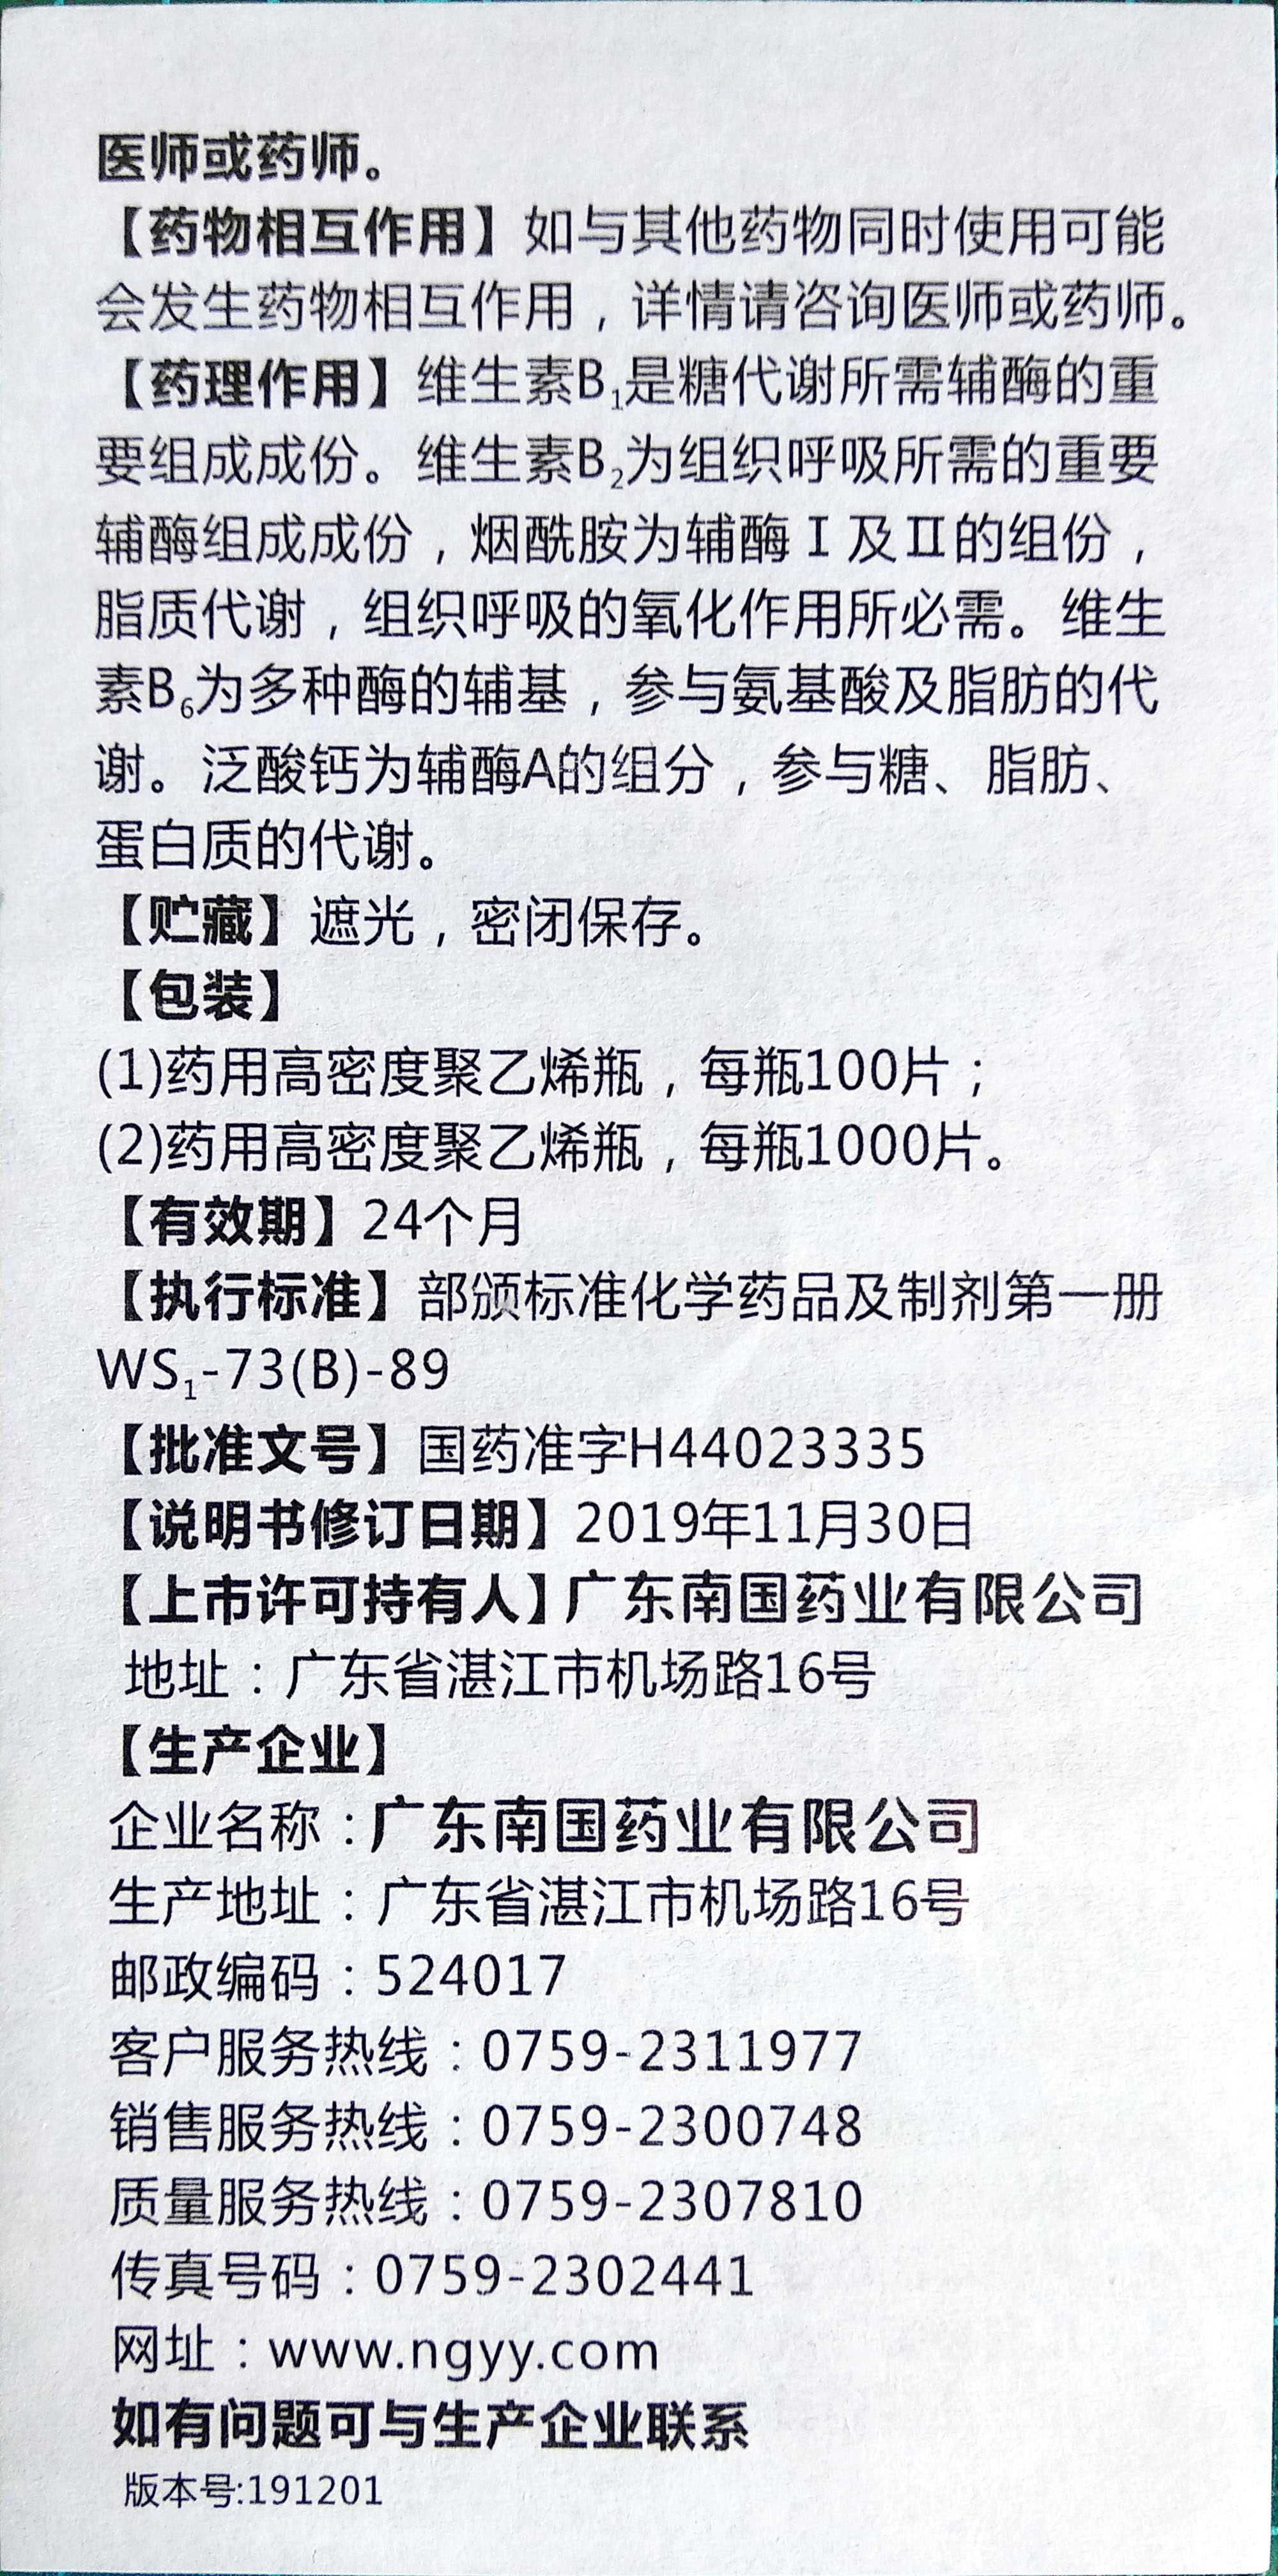 医师或药师。
【药物相互作用】如与其他药物同时使用可能
会发生药物相互作用，详情请咨询医师或药师。
【药理作用】维生素B₁是糖代谢所需辅酶的重
要组成成份。维生素B₂为组织呼吸所需的重要
辅酶组成成份，烟酰胺为辅酶Ⅰ及Ⅱ的组份，
脂质代谢，组织呼吸的氧化作用所必需。维生
素B₆为多种酶的辅基，参与氨基酸及脂肪的代
谢。泛酸钙为辅酶A的组分，参与糖、脂肪、
蛋白质的代谢。
【贮藏】遮光，密闭保存。
【包装】
(1)药用高密度聚乙烯瓶，每瓶100片；
(2)药用高密度聚乙烯瓶，每瓶1000片。
【有效期】24个月
【执行标准】部颁标准化学药品及制剂第一册
WS₁-73(B)-89
【批准文号】国药准字H44023335
【说明书修订日期】2019年11月30日
【上市许可持有人】广东南国药业有限公司
地址：广东省湛江市机场路16号
【生产企业】
企业名称：广东南国药业有限公司
生产地址：广东省湛江市机场路16号
邮政编码：524017
客户服务热线：0759-2311977
销售服务热线：0759-2300748
质量服务热线：0759-2307810
传真号码：0759-2302441
网址：www.ngyy.com
如有问题可与生产企业联系
版本号:191201